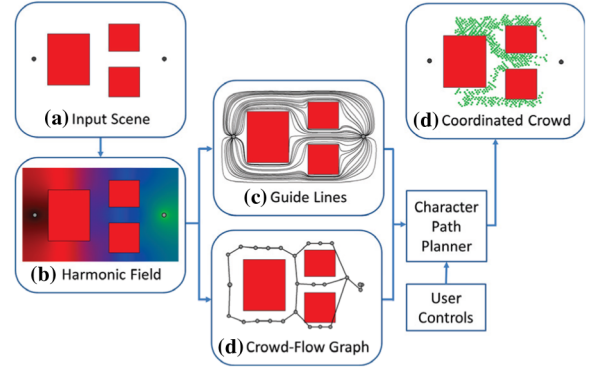 (a) Input Scene
(b) Harmonic Field
(c) Guide Lines
(d) Crowd-Flow Graph
Character
Path
Planner
User
Controls
(d) Coordinated Crowd